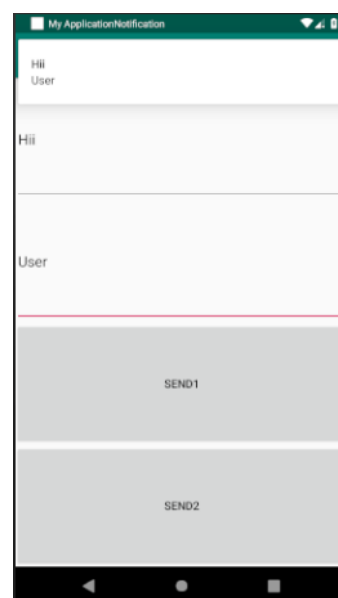 My ApplicationNotification
Hii
User
Hii
User
SEND1
SEND2